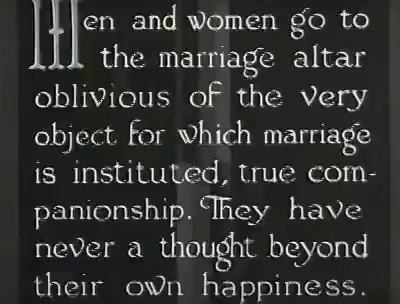 Men and women go to
the marriage altar
oblivious of the very
object for which marriage
is instituted, true com-
panionship. They have
never a thought beyond
their own happiness.